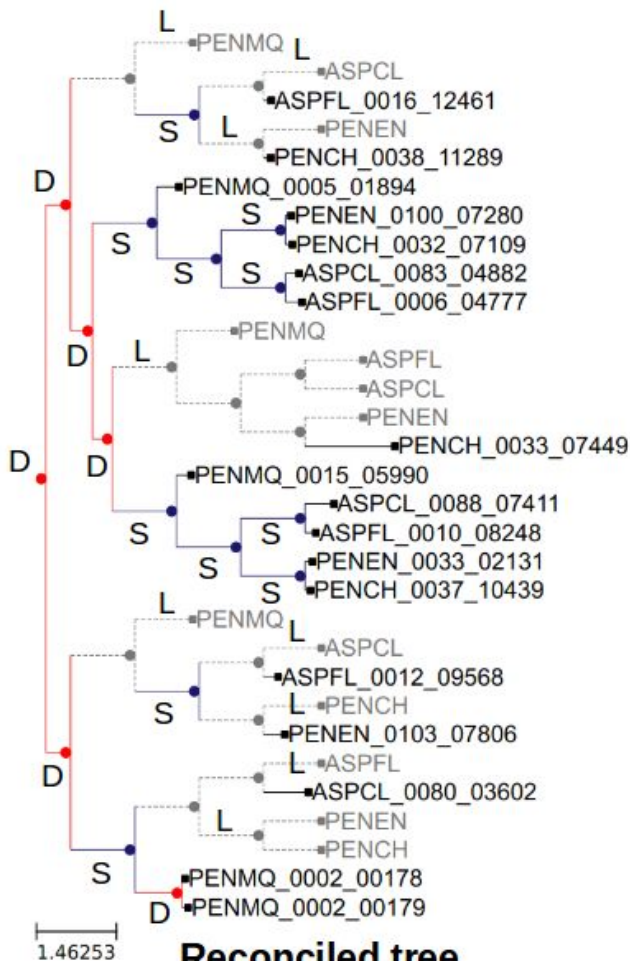 L
PENMQ
L
ASPCL
ASPFL_0016_12461
S
L
PENEN
PENCH_0038_11289
D
PENMQ_0005_01894
S
PENEN_0100_07280
S
PENCH_0032_07109
S
S
ASPCL_0083_04882
ASPFL_0006_04777
PENMQ
D
L
ASPFL
ASPCL
PENEN
PENCH_0033_07449
D
D
PENMQ_0015_05990
ASPCL_0088_07411
S
S
ASPFL_0010_08248
S
PENEN_0033_02131
S
PENCH_0037_10439
L
PENMQ
L
ASPCL
ASPFL_0012_09568
S
L
PENCH
PENEN_0103_07806
D
L
ASPFL
ASPCL_0080_03602
L
PENEN
PENCH
S
PENMQ_0002_00178
D
PENMQ_0002_00179
1.46253
Reconciled tree